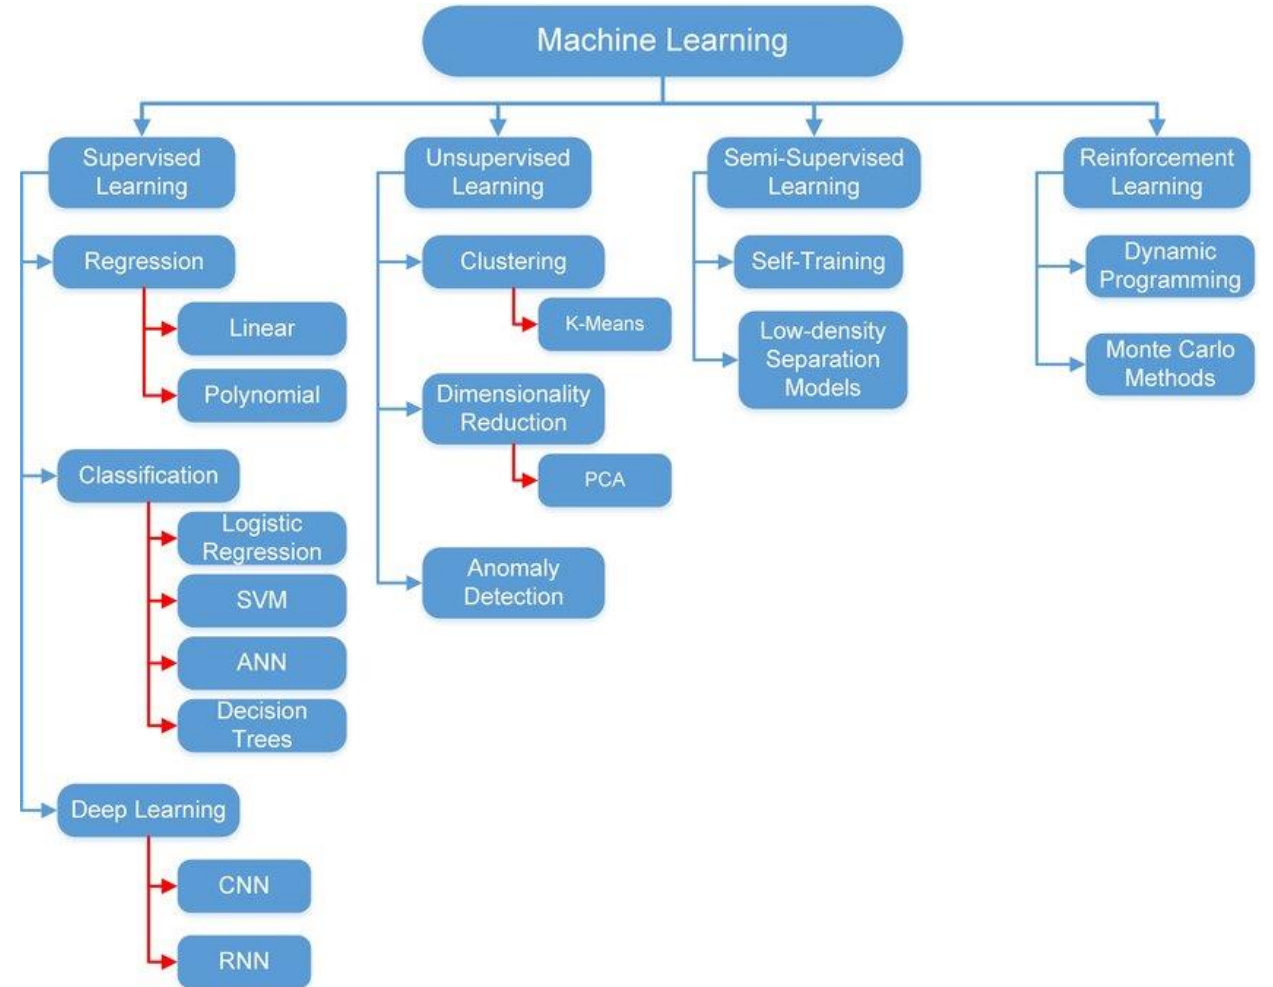 Machine Learning
Supervised
Learning
Regression
Linear
Polynomial
Classification
Logistic
Regression
SVM
ANN
Decision
Trees
Deep Learning
CNN
RNN
Unsupervised
Learning
Clustering
K-Means
Dimensionality
Reduction
PCA
Anomaly
Detection
Semi-Supervised
Learning
Self-Training
Low-density
Separation
Models
Reinforcement
Learning
Dynamic
Programming
Monte Carlo
Methods